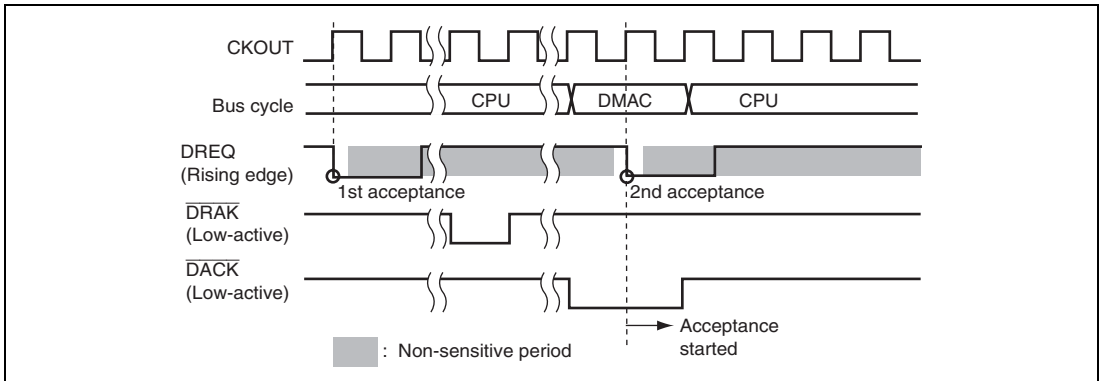 CKOUT
Bus cycle
CPU
DMAC
CPU
DREQ
(Rising edge)
1st acceptance
2nd acceptance
DRAK
(Low-active)
DACK
(Low-active)
Acceptance
started
: Non-sensitive period